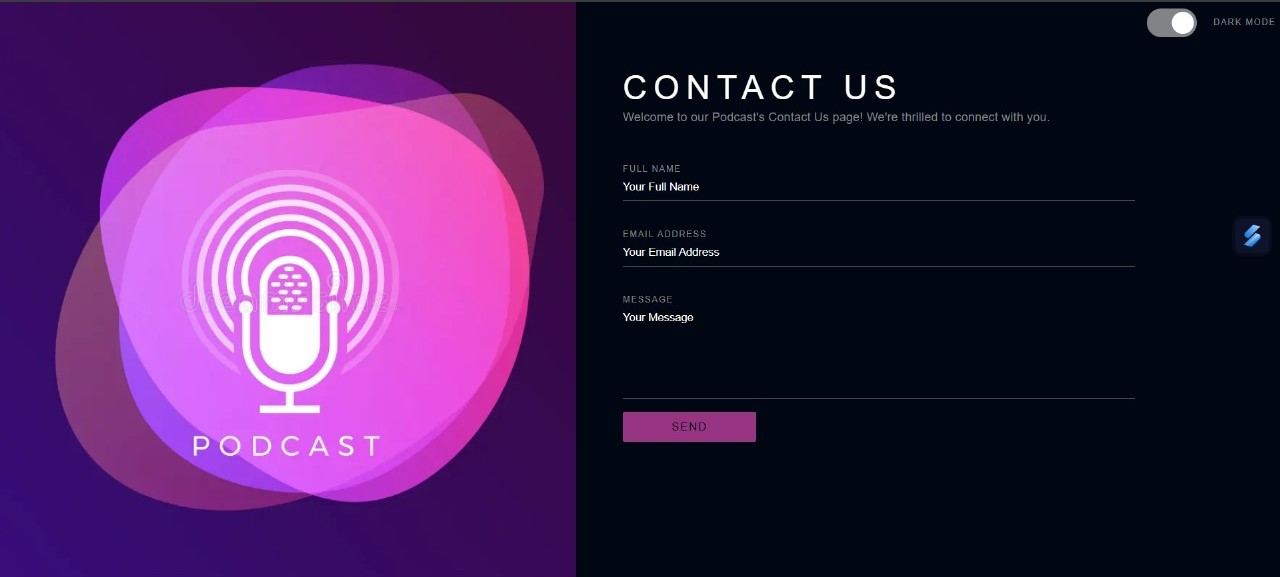 DARK MODE
CONTACT US
Welcome to our Podcast's Contact Us page! We're thrilled to connect with you.
FULL NAME
Your Full Name
EMAIL ADDRESS
Your Email Address
MESSAGE
Your Message
SEND
PODCAST